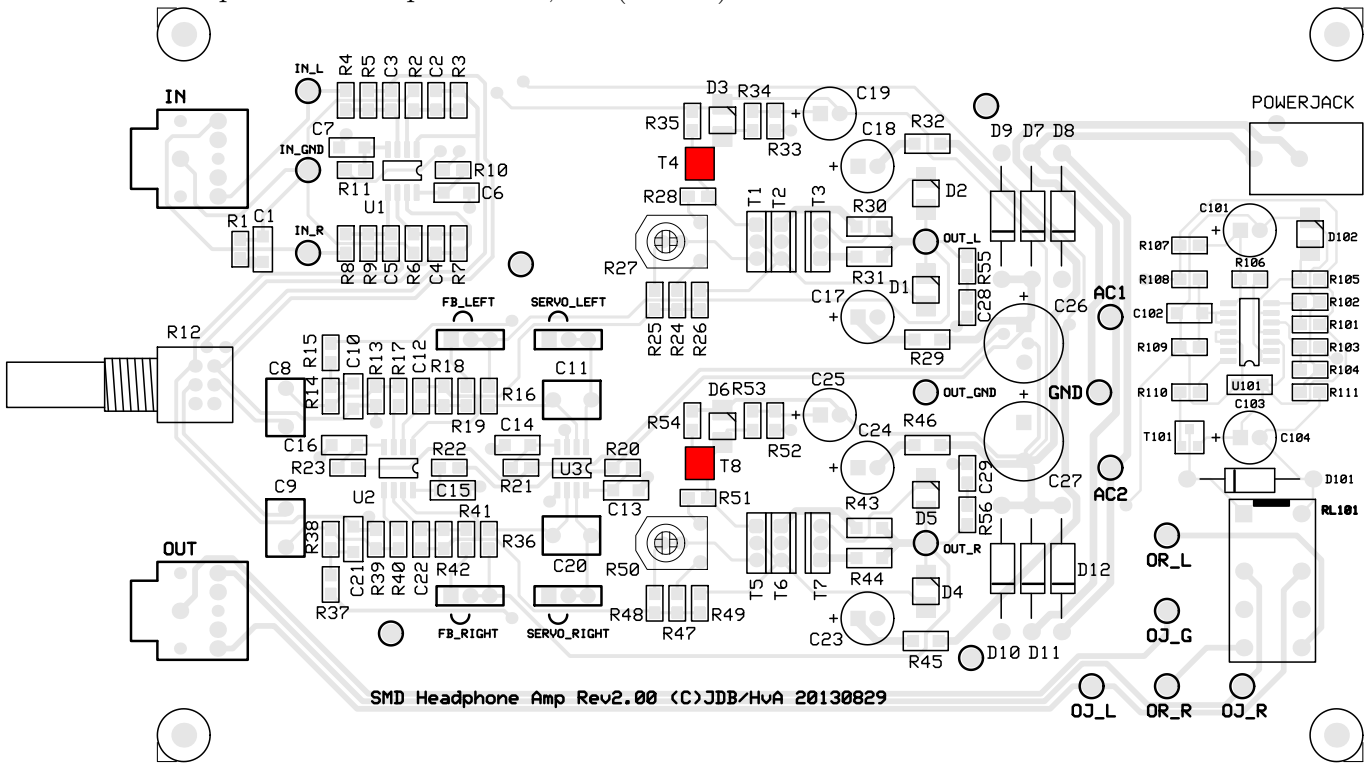 IN
IN_L
R4 R5 C3 R2 C2 R3
C7
IN_GND
R11
U1
R10
C6
R1 C1
IN_R
R8 R9 C5 R6 C4 R7
D3 R34
R35
R33
C19
C18
R32
T4
R28
T1 T2 T3
R30
D2
OUT_L
R27
R31
R55
D1
C28
C17
R25 R24 R26
R29
D9 D7 D8
POWERJACK
C101
D102
R107
R106
R108
R105
C102
R102
R101
R109
R103
R104
R110
U101
R111
C103
T101
C104
D101
RL101
C26
AC1
GND
AC2
C27
FB_LEFT
SERVO_LEFT
R12
R15 C10 R13 R17 C12 R18
C8
R14
R16
R19
C11
C16
R23
U2
R22
C15
C14
R21
U3
R20
C13
C9
R38
R41
R36
C20
C21 R39 R40 C22 R42
R37
OUT
FB_RIGHT
SERVO_RIGHT
D6 R53
R54
R52
C25
C24
R46
OUT_GND
T8
R51
R43
C29
D5
R56
OUT_R
R50
T5 T6 T7
R44
D4
R48 R47 R49
C23
R45
D12
D10 D11
OR_L
OJ_G
OJ_L OR_R OJ_R
SMD Headphone Amp Rev2.00 (C)JDB/HvA 20130829